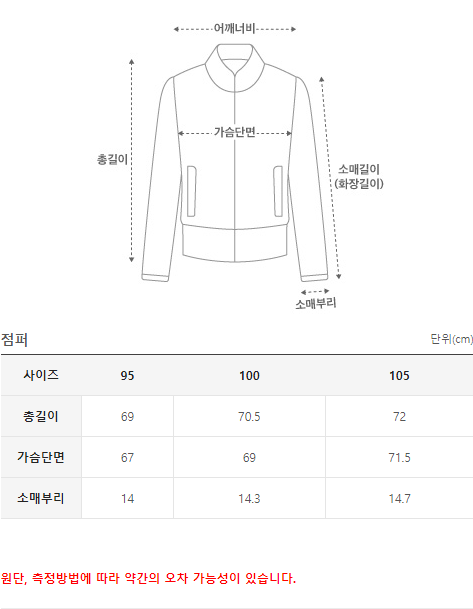 어깨너비
가슴단면
총길이
소매길이
(화장길이)
소매부리
점퍼 단위(cm)
사이즈 95 100 105
총길이 69 70.5 72
가슴단면 67 69 71.5
소매부리 14 14.3 14.7
원단, 측정방법에 따라 약간의 오차 가능성이 있습니다.